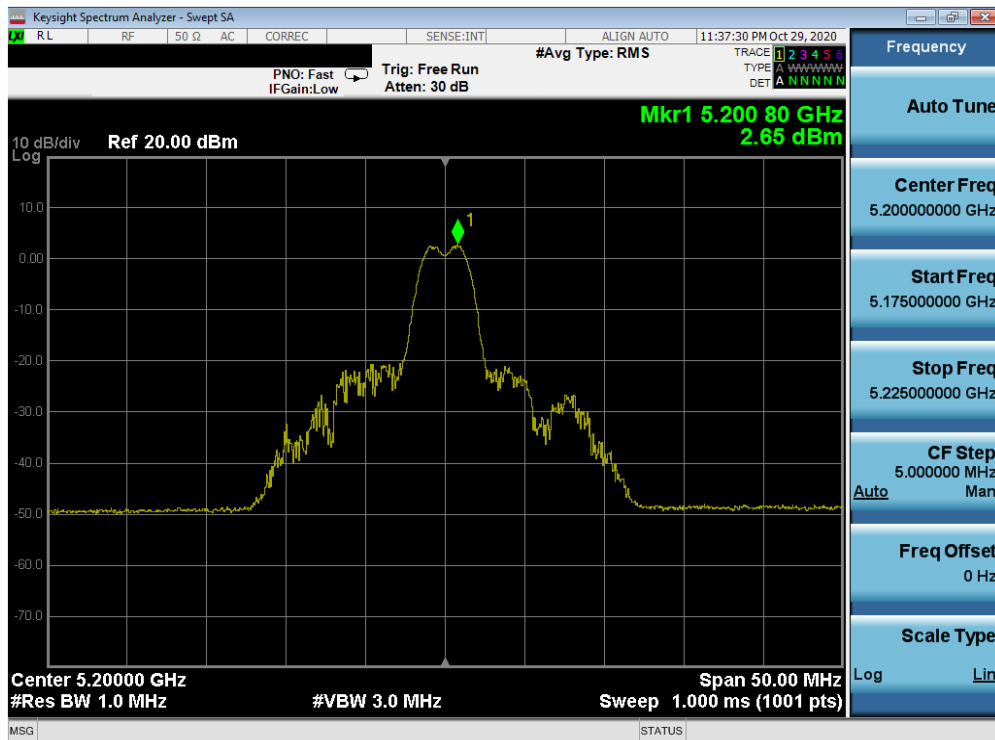 Keysight Spectrum Analyzer - Swept SA
LXI RL RF 50 Ω AC CORREC SENSE:INT ALIGN AUTO 11:37:30 PM Oct 29, 2020
#Avg Type: RMS
TRACE 1 2 3 4 5 6
TYPE A WWWWW
DET A N N N N N
PNO: Fast
IFGain:Low
Trig: Free Run
Atten: 30 dB
Mkr1 5.200 80 GHz
2.65 dBm
10 dB/div
Log
Ref 20.00 dBm
1
10.0
0.00
-10.0
-20.0
-30.0
-40.0
-50.0
-60.0
-70.0
Center 5.20000 GHz
Span 50.00 MHz
#Res BW 1.0 MHz
#VBW 3.0 MHz
Sweep 1.000 ms (1001 pts)
MSG
STATUS
Frequency
Auto Tune
Center Freq
5.200000000 GHz
Start Freq
5.175000000 GHz
Stop Freq
5.225000000 GHz
CF Step
5.000000 MHz
Auto Man
Freq Offset
0 Hz
Scale Type
Log Lin